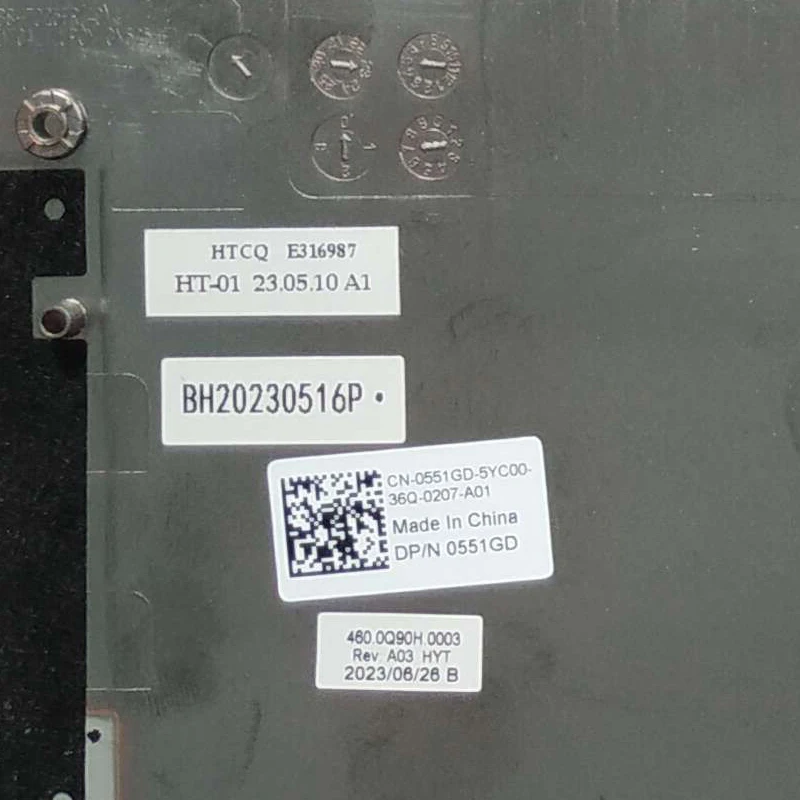 HTCQ E316987
HT-01 23.05.10 A1
BH20230516P
CN-0551GD-5YC00-
36Q-0207-A01
Made In China
DP/N 0551GD
460.0Q90H.0003
Rev: A03 HYT
2023/06/26 B